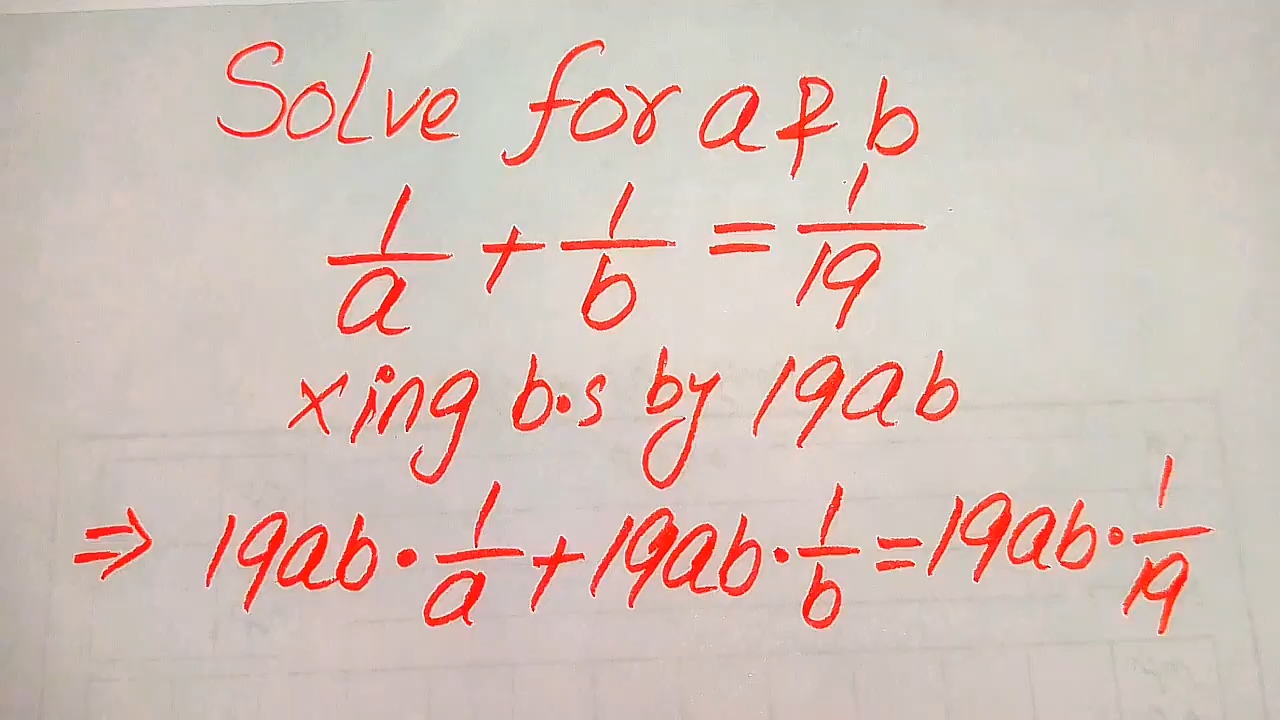 Solve for a & b
1/a + 1/b = 1/19
xing b.s by 19ab
⇒ 19ab · 1/a + 19ab · 1/b = 19ab · 1/19